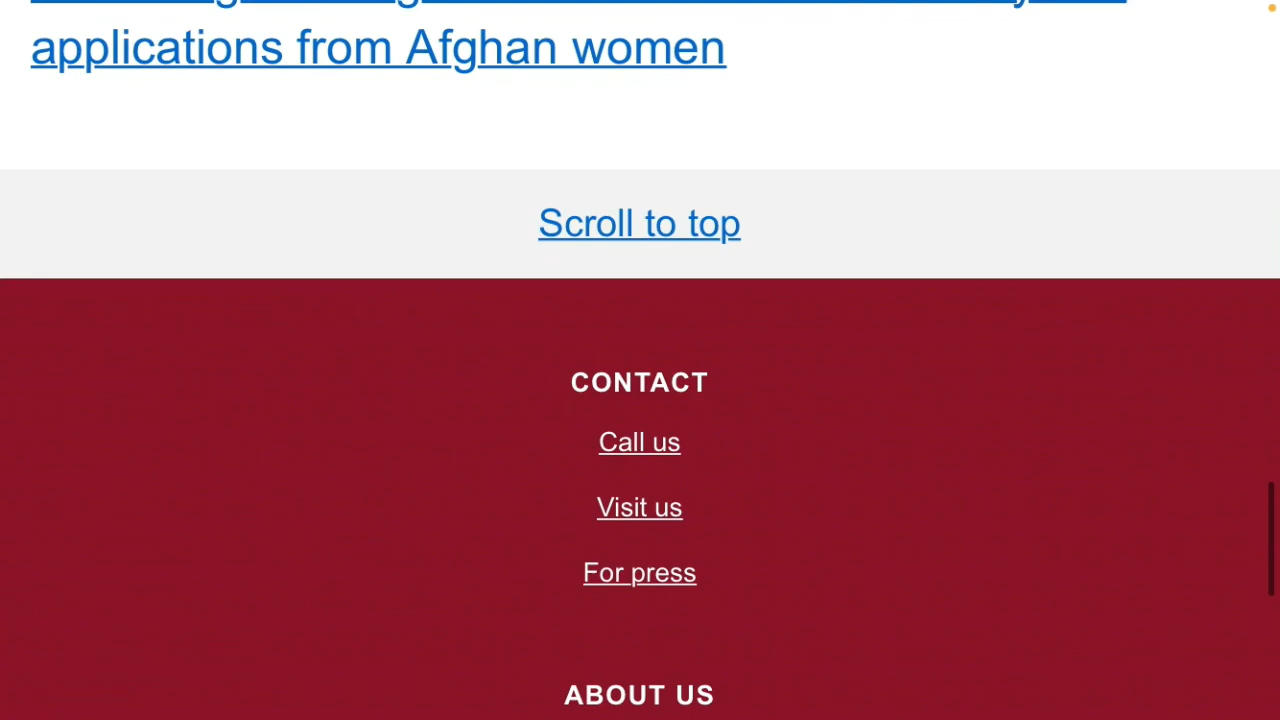 applications from Afghan women
Scroll to top
CONTACT
Call us
Visit us
For press
ABOUT US